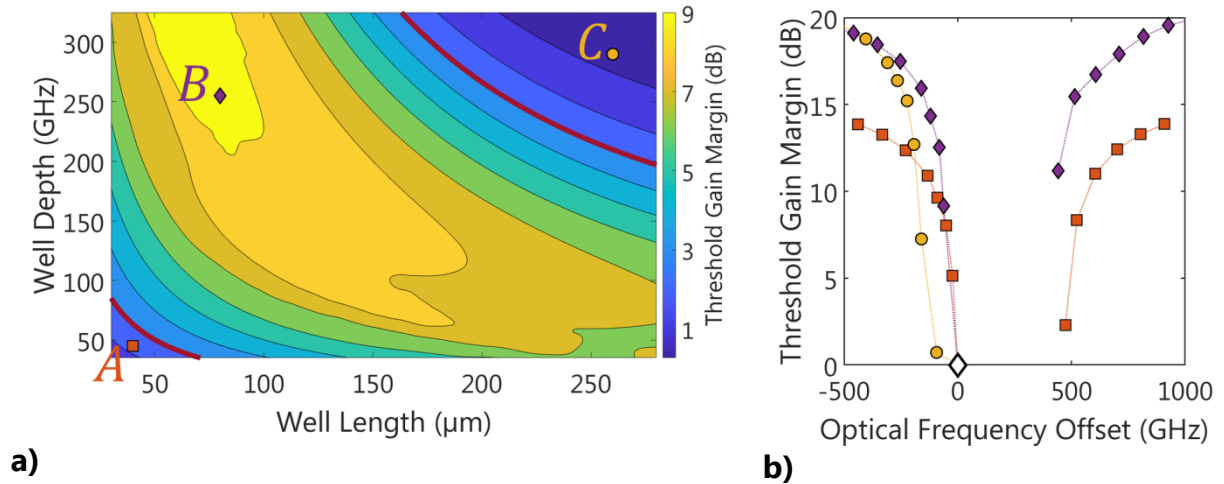 300
250
200
150
100
50
Well Depth (GHz)
A
B
C
50
100
150
200
250
Well Length (μm)
9
7
5
3
1
Threshold Gain Margin (dB)
a)
20
15
10
5
0
Threshold Gain Margin (dB)
-500
0
500
1000
Optical Frequency Offset (GHz)
b)